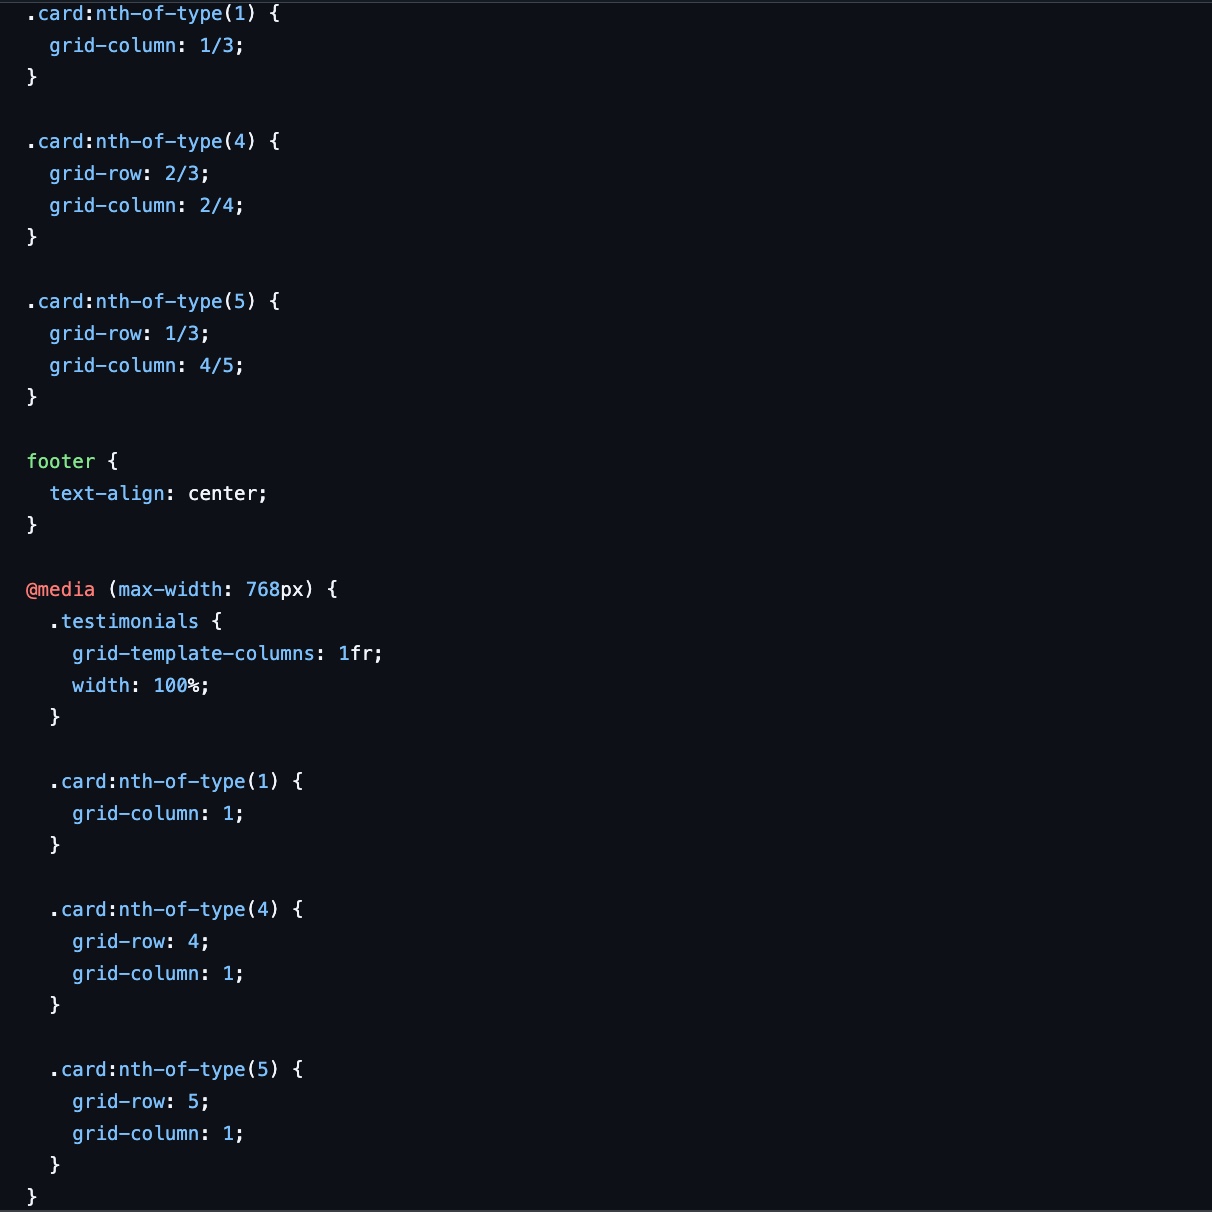 .card:nth-of-type(1) {
  grid-column: 1/3;
}

.card:nth-of-type(4) {
  grid-row: 2/3;
  grid-column: 2/4;
}

.card:nth-of-type(5) {
  grid-row: 1/3;
  grid-column: 4/5;
}

footer {
  text-align: center;
}

@media (max-width: 768px) {
  .testimonials {
    grid-template-columns: 1fr;
    width: 100%;
  }

  .card:nth-of-type(1) {
    grid-column: 1;
  }

  .card:nth-of-type(4) {
    grid-row: 4;
    grid-column: 1;
  }

  .card:nth-of-type(5) {
    grid-row: 5;
    grid-column: 1;
  }
}